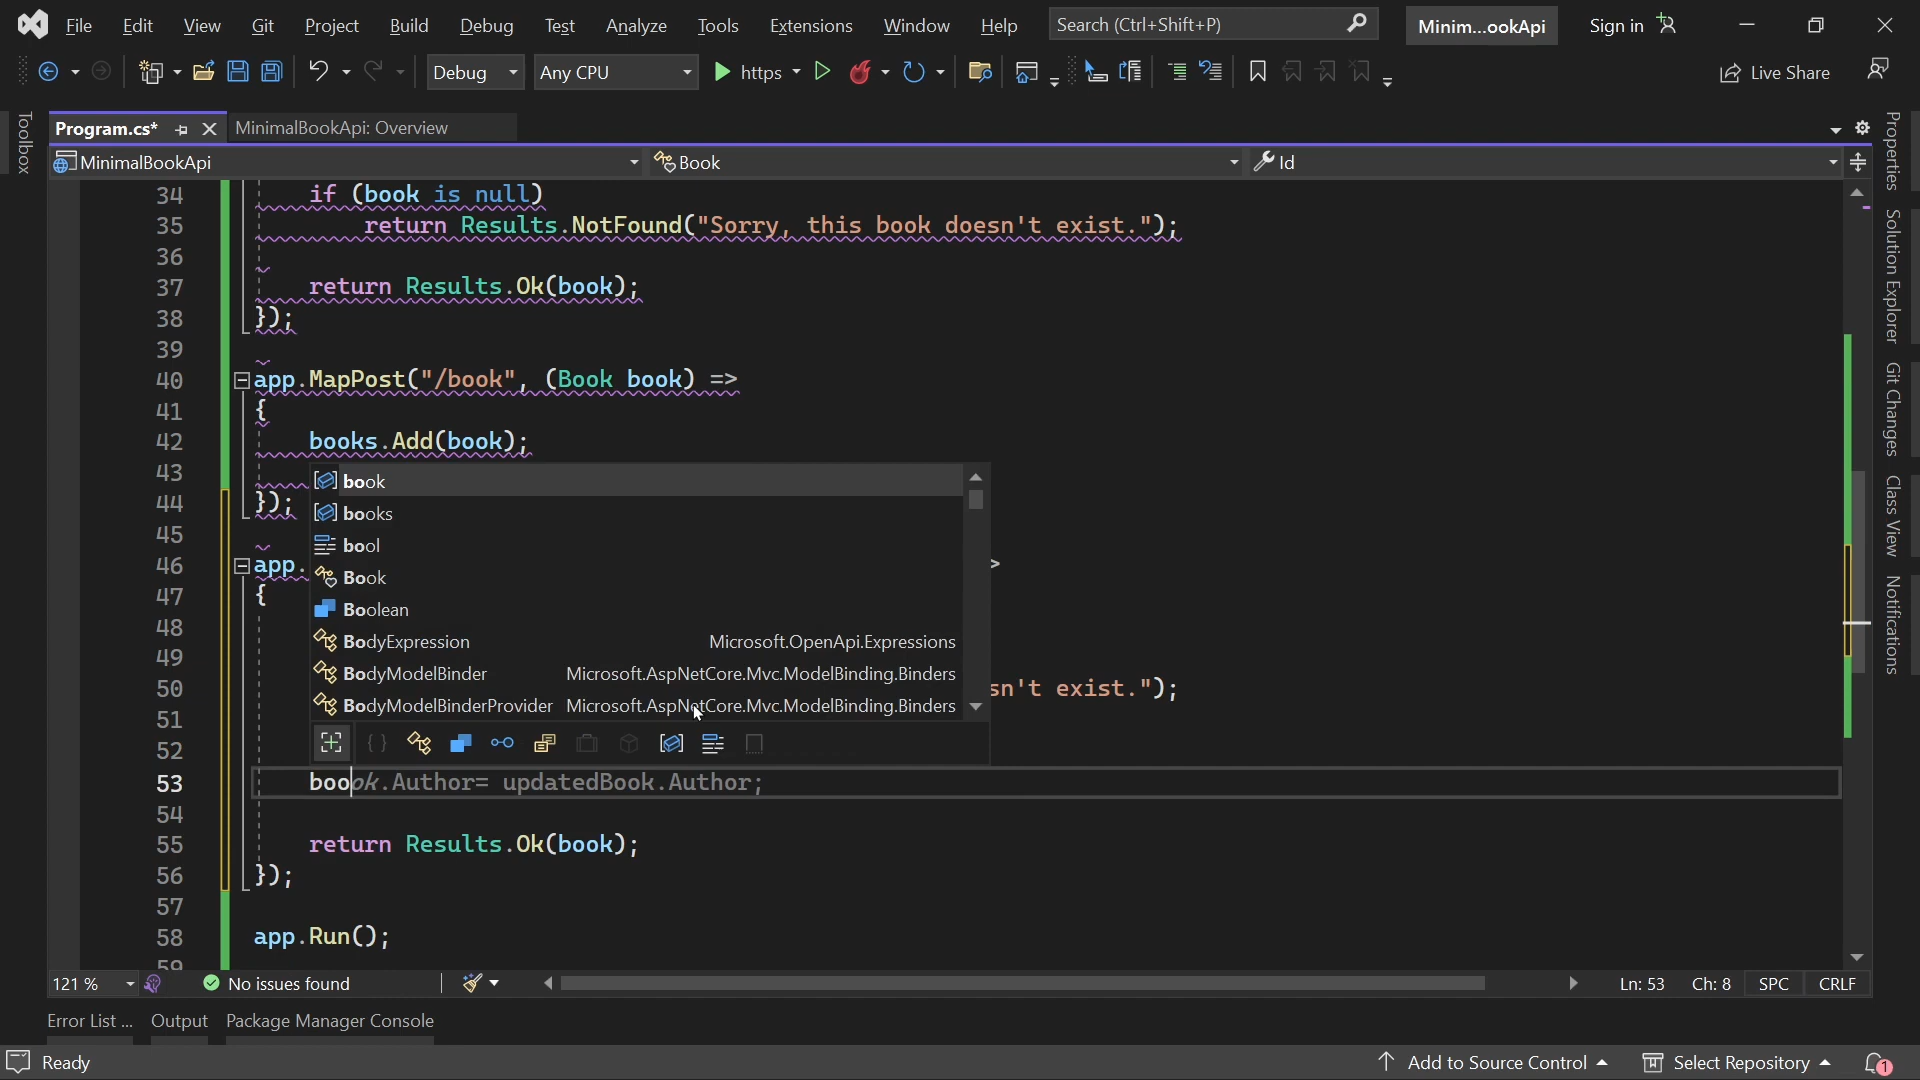 File Edit View Git Project Build Debug Test Analyze Tools Extensions Window Help Search (Ctrl+Shift+P) Minim...ookApi Sign in
Debug Any CPU https Live Share
Toolbox
Program.cs* MinimalBookApi: Overview
MinimalBookApi Book Id
34 if (book is null)
35 return Results.NotFound("Sorry, this book doesn't exist.");
36
37 return Results.Ok(book);
38 });
39
40 app.MapPost("/book", (Book book) =>
41 {
42 books.Add(book);
43
44 });
45
46 app. >
47 {
48
49
50 sn't exist.");
51
52
53 boook.Author= updatedBook.Author;
54
55 return Results.Ok(book);
56 });
57
58 app.Run();
59
book
books
bool
Book
Boolean
BodyExpression Microsoft.OpenApi.Expressions
BodyModelBinder Microsoft.AspNetCore.Mvc.ModelBinding.Binders
BodyModelBinderProvider Microsoft.AspNetCore.Mvc.ModelBinding.Binders
Properties
Solution Explorer
Git Changes
Class View
Notifications
121 % No issues found Ln: 53 Ch: 8 SPC CRLF
Error List ... Output Package Manager Console
Ready Add to Source Control Select Repository 1